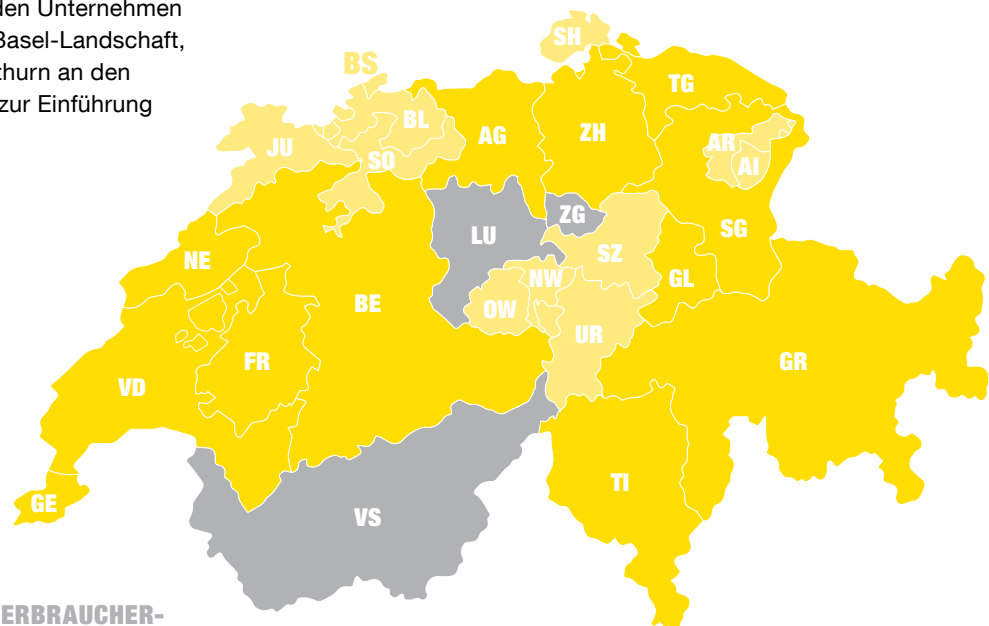 den Unternehmen
Basel-Landschaft,
thurn an den
zur Einführung
SH
BS
TG
BL
AG
ZH
AR
JU
SO
AI
ZG
LU
SG
SZ
NE
NW
GL
BE
OW
UR
FR
GR
VD
TI
GE
VS
ERBRAUCHER-